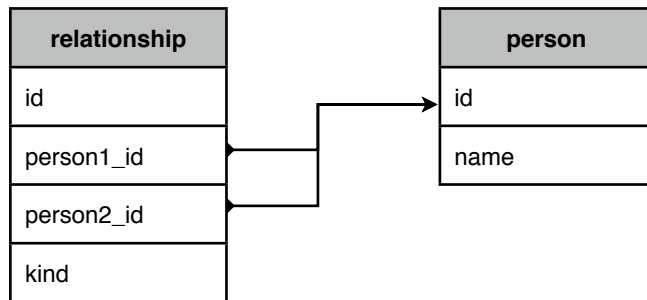 relationship
id
person1_id
person2_id
kind
person
id
name